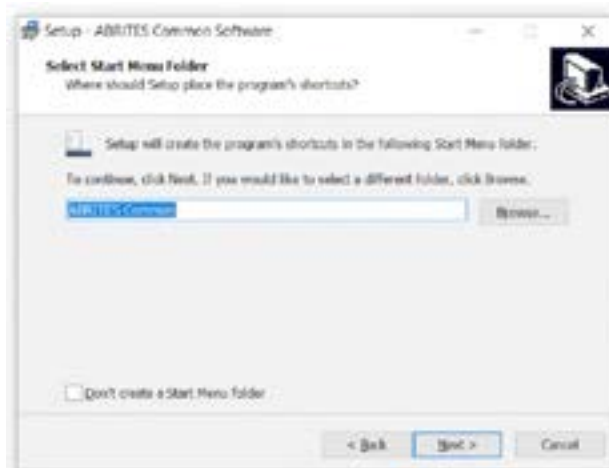 Setup - ABRITES Common Software
Select Start Menu Folder
Where should Setup place the program's shortcuts?
Setup will create the program's shortcuts in the following Start Menu folder.
To continue, click Next. If you would like to select a different folder, click Browse.
ABRITES Common
Browse...
Don't create a Start Menu folder
< Back
Next >
Cancel